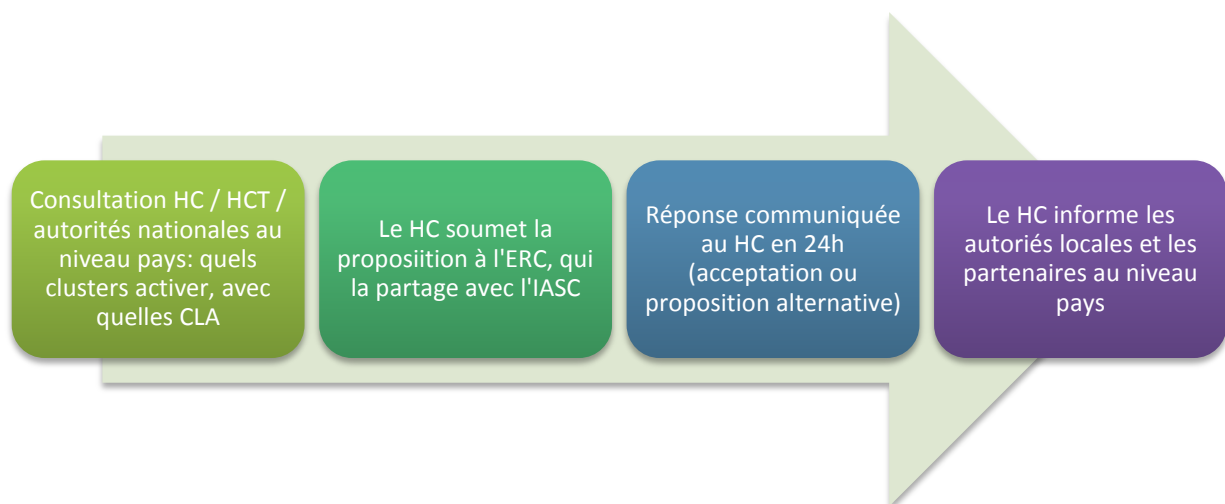 Consultation HC / HCT /
autorités nationales au
niveau pays: quels
clusters activer, avec
quelles CLA
Le HC soumet la
proposiition à l'ERC, qui
la partage avec l'IASC
Réponse communiquée
au HC en 24h
(acceptation ou
proposition alternative)
Le HC informe les
autoriés locales et les
partenaires au niveau
pays